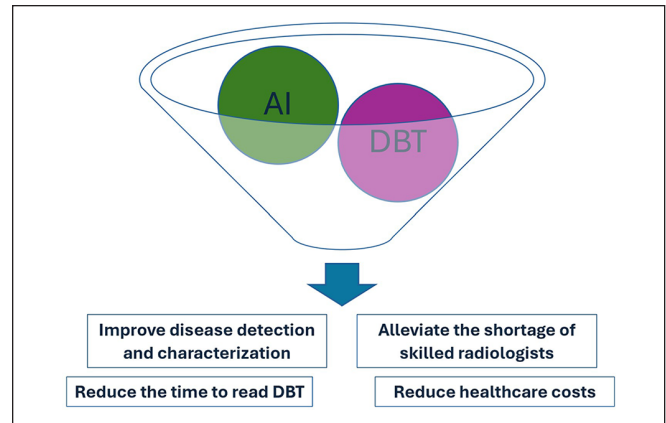 AI
DBT
Improve disease detection
and characterization
Alleviate the shortage of
skilled radiologists
Reduce the time to read DBT
Reduce healthcare costs